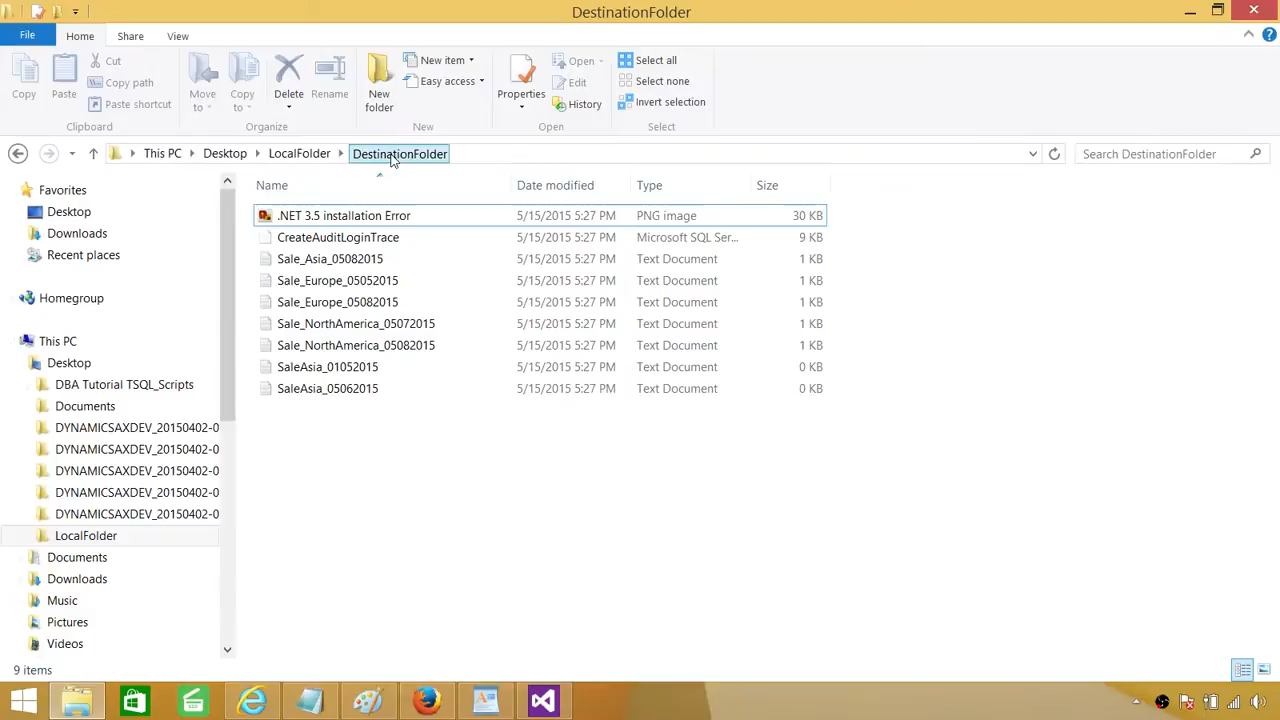 DestinationFolder
File Home Share View
Copy Paste Cut Copy path Paste shortcut Move to Copy to Delete Rename New folder New item Easy access Properties Open Edit History Select all Select none Invert selection
Clipboard Organize New Open Select
This PC Desktop LocalFolder DestinationFolder Search DestinationFolder
Name Date modified Type Size
.NET 3.5 installation Error 5/15/2015 5:27 PM PNG image 30 KB
CreateAuditLoginTrace 5/15/2015 5:27 PM Microsoft SQL Ser... 9 KB
Sale_Asia_05082015 5/15/2015 5:27 PM Text Document 1 KB
Sale_Europe_05052015 5/15/2015 5:27 PM Text Document 1 KB
Sale_Europe_05082015 5/15/2015 5:27 PM Text Document 1 KB
Sale_NorthAmerica_05072015 5/15/2015 5:27 PM Text Document 1 KB
Sale_NorthAmerica_05082015 5/15/2015 5:27 PM Text Document 1 KB
SaleAsia_01052015 5/15/2015 5:27 PM Text Document 0 KB
SaleAsia_05062015 5/15/2015 5:27 PM Text Document 0 KB
Favorites
Desktop
Downloads
Recent places
Homegroup
This PC
Desktop
DBA Tutorial TSQL_Scripts
Documents
DYNAMICSAXDEV_20150402-0
DYNAMICSAXDEV_20150402-0
DYNAMICSAXDEV_20150402-0
DYNAMICSAXDEV_20150402-0
DYNAMICSAXDEV_20150402-0
LocalFolder
Documents
Downloads
Music
Pictures
Videos
9 items